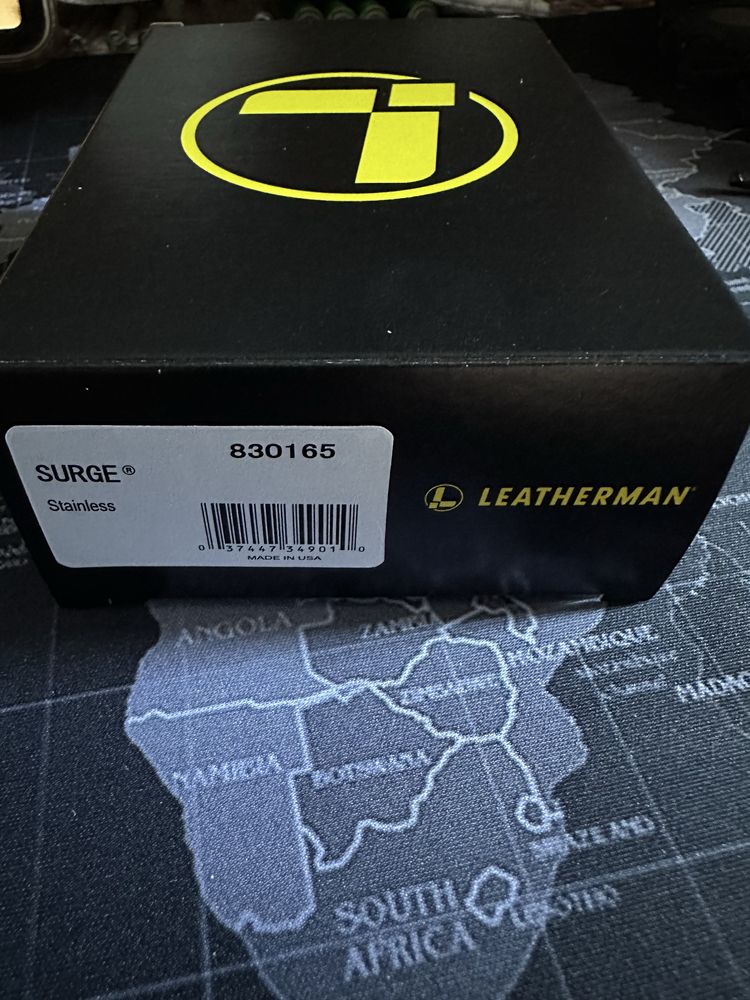 830165
SURGE®
Stainless
0 37447 34901 0
MADE IN USA
LEATHERMAN
ANGOLA
ZAMBIA
MOZAMBIQUE
ZIMBABWE
MADAG
NAMIBIA
BOTSWANA
SOUTH
AFRICA
LESOTHO